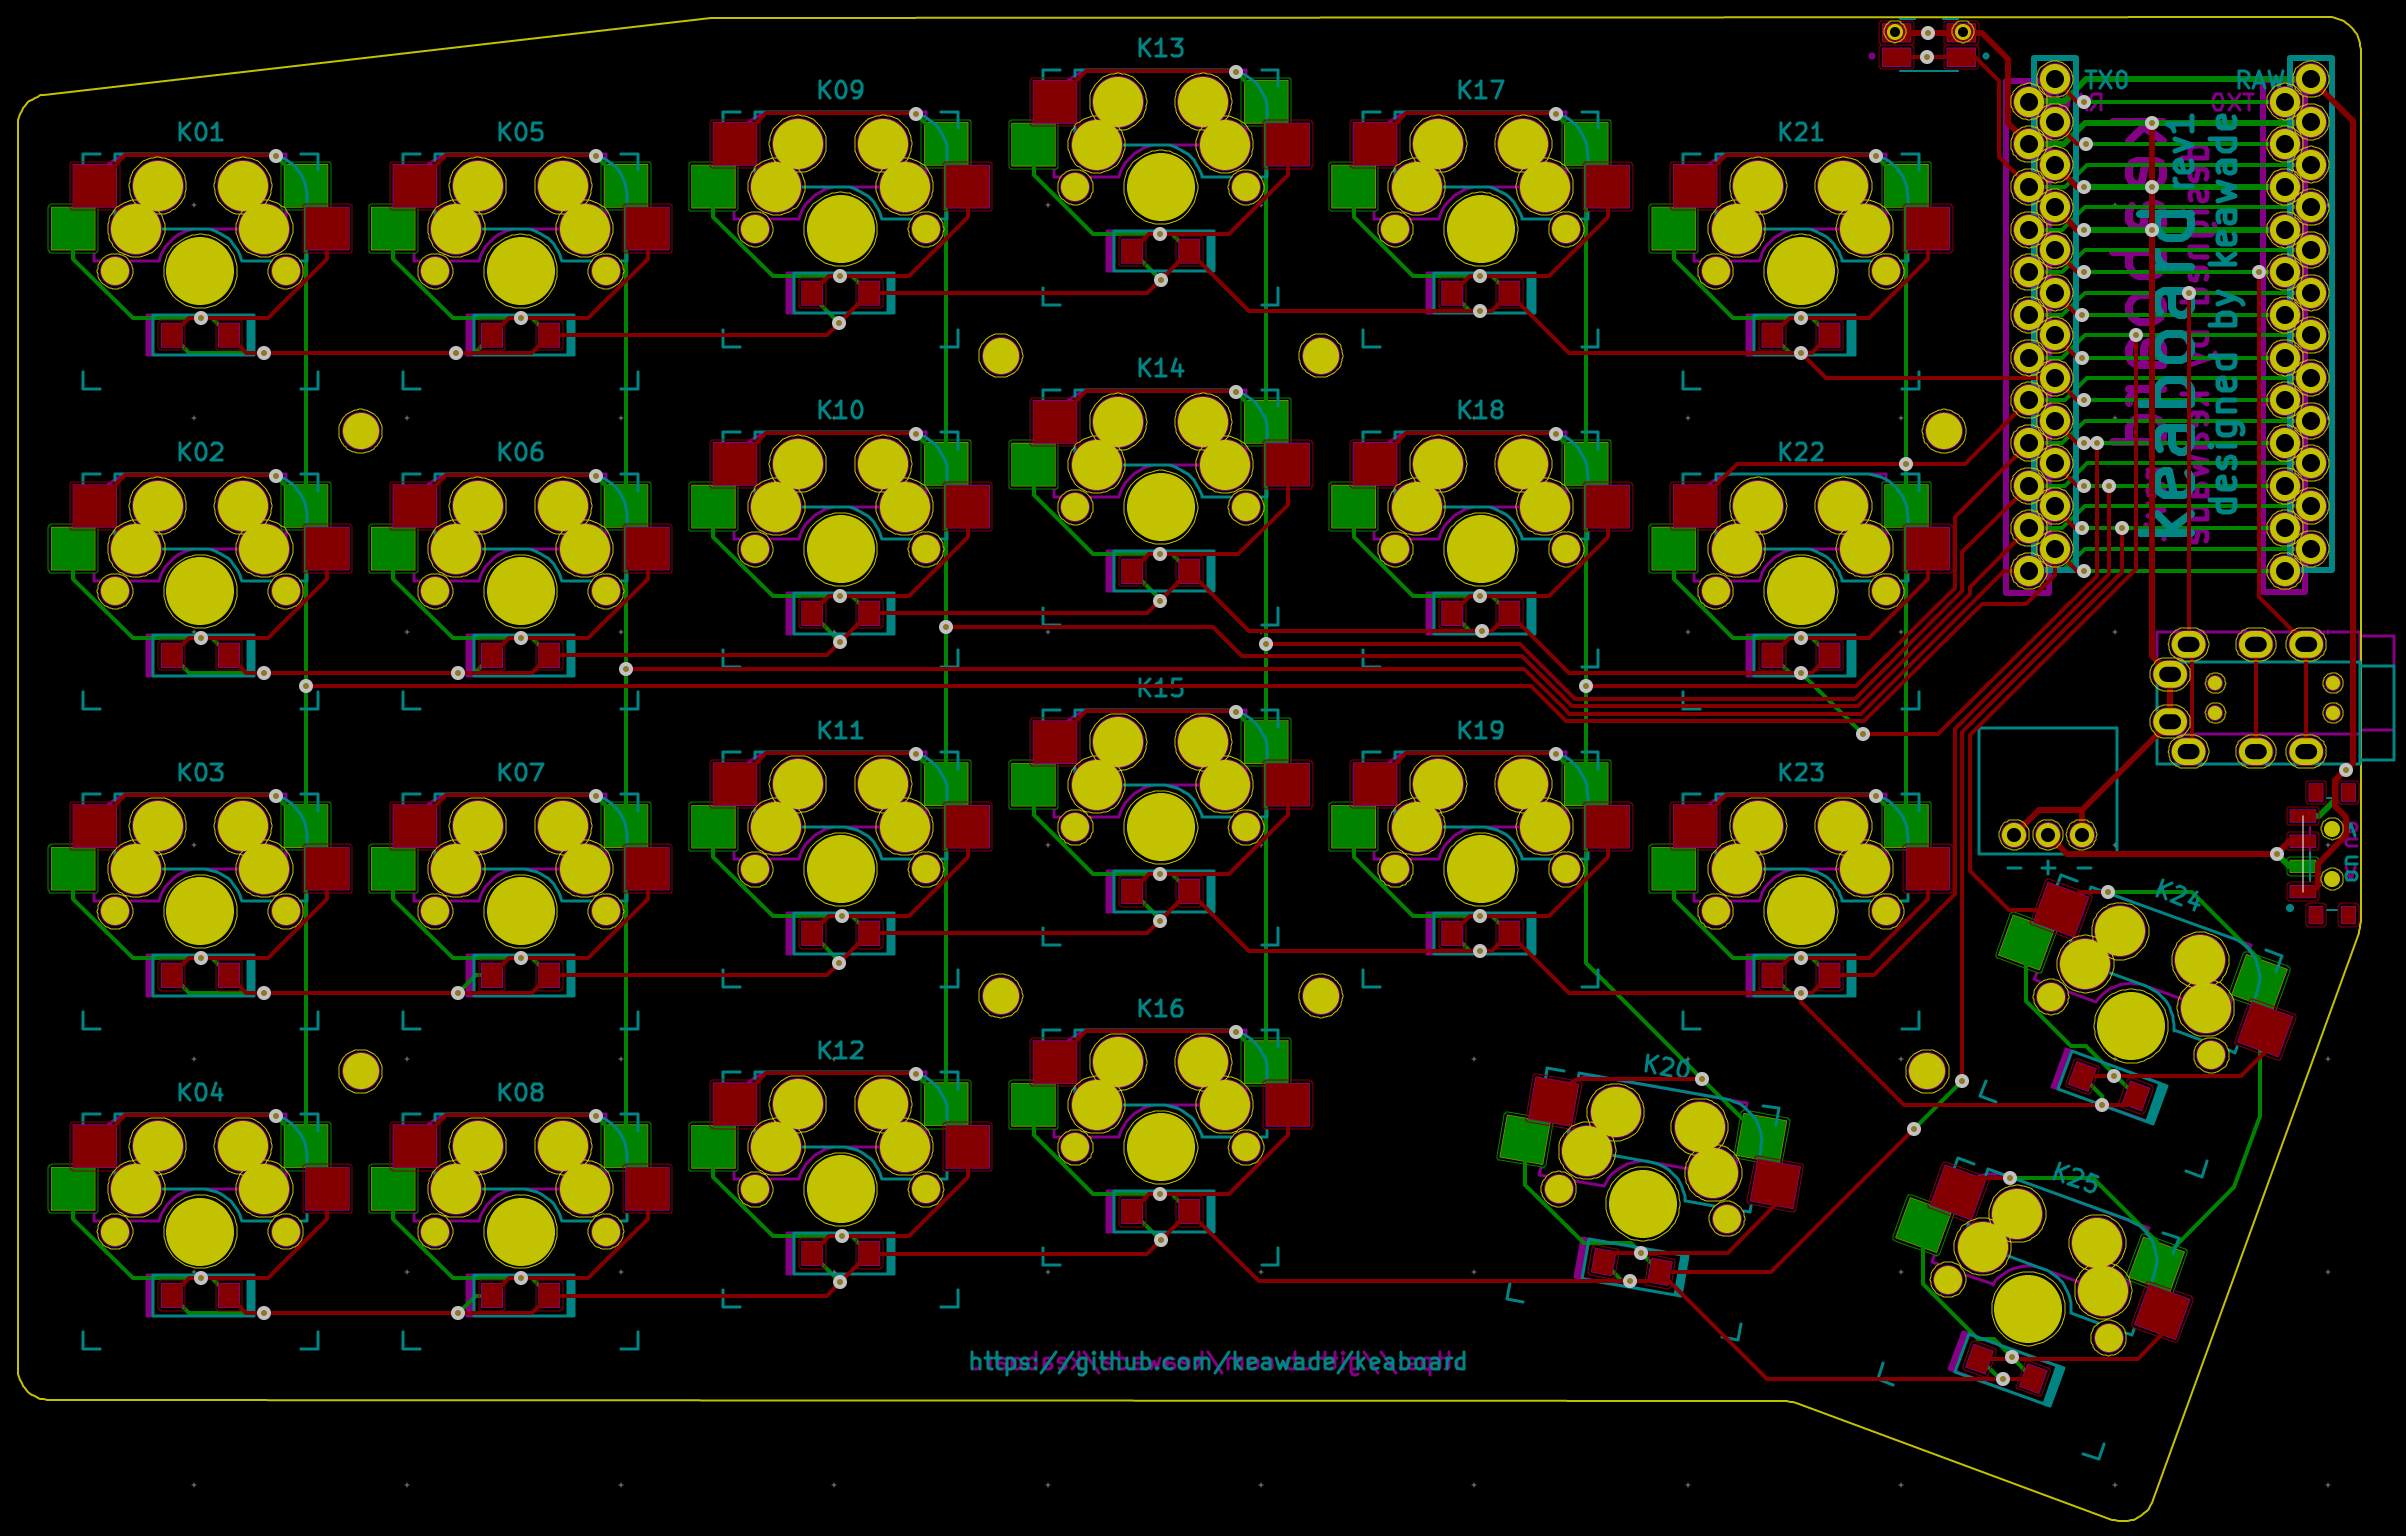 K13
K09
K17
TX0
RAW
K01
K05
K21
keaboard rev1
designed by keawade
K14
K10
K18
K02
K06
K22
K15
K11
K19
K03
K07
K23
on
- + -
K24
K16
K12
K20
K04
K08
K25
https://github.com/keawade/keaboard